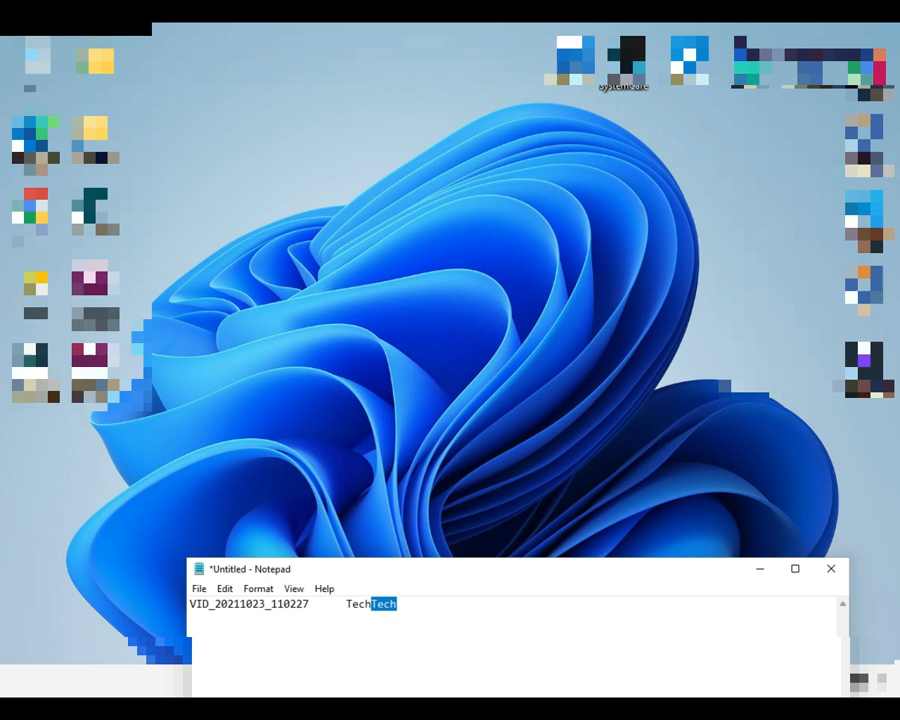 *Untitled - Notepad
File Edit Format View Help
VID_20211023_110227 TechTech